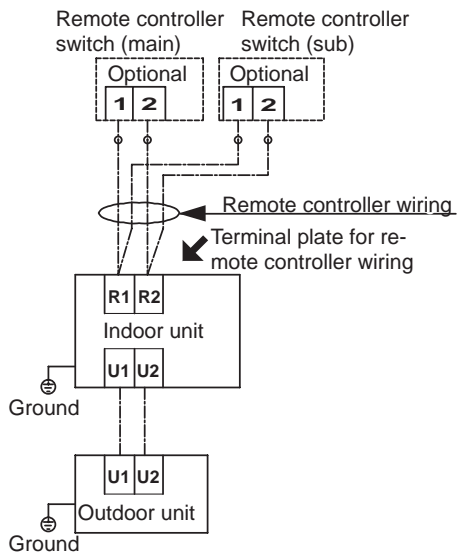 Remote controller
switch (main)
Remote controller
switch (sub)
Optional
1 2
Optional
1 2
Remote controller wiring
Terminal plate for re-
mote controller wiring
R1 R2
Indoor unit
U1 U2
Ground
U1 U2
Outdoor unit
Ground